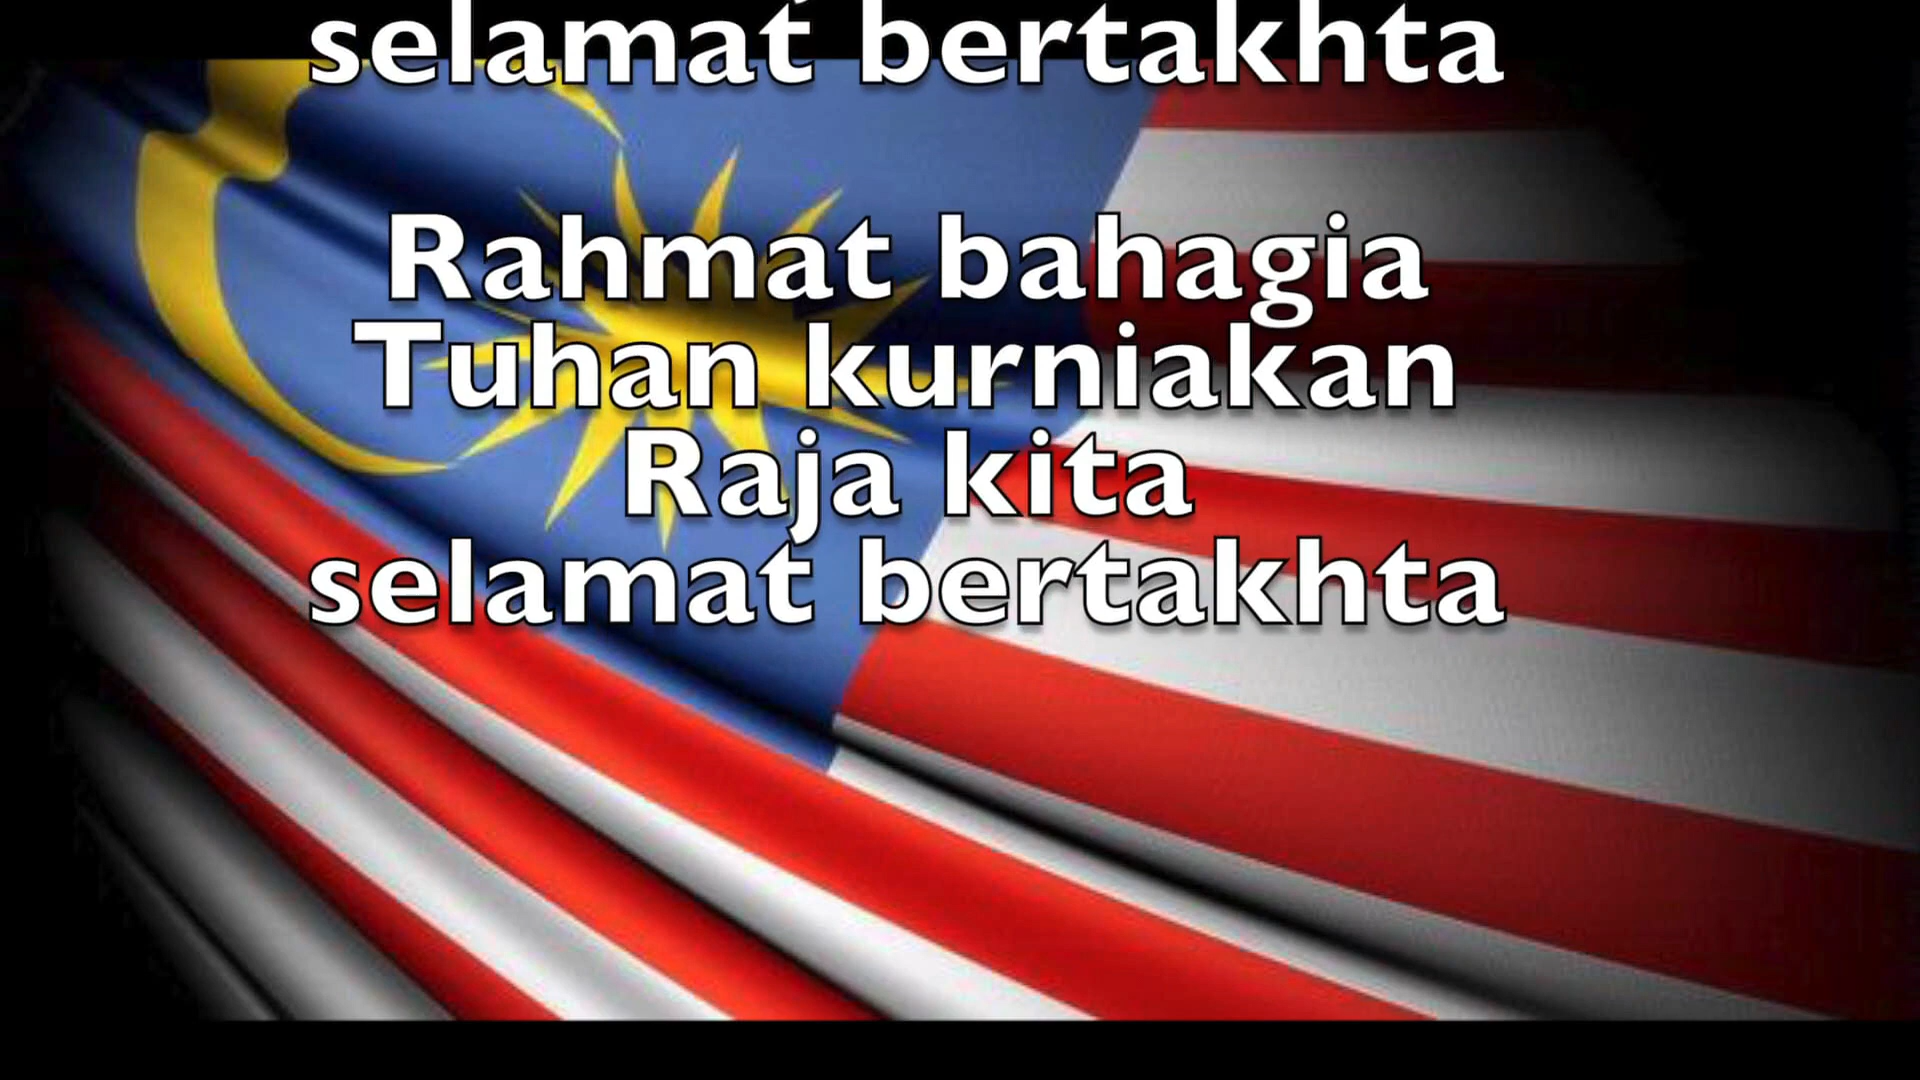 selamat bertakhta
Rahmat bahagia
Tuhan kurniakan
Raja kita
selamat bertakhta